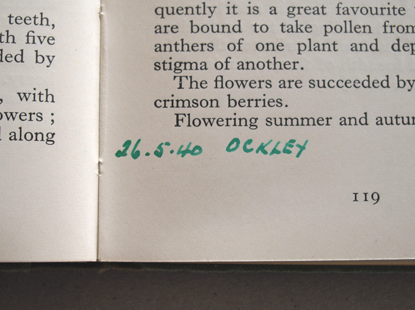 teeth,
th five
ded by
, with
owers ;
l along
quently it is a great favourite
are bound to take pollen from
anthers of one plant and dep
stigma of another.
The flowers are succeeded by
crimson berries.
Flowering summer and autur
26.5.40 OCKLEY
119